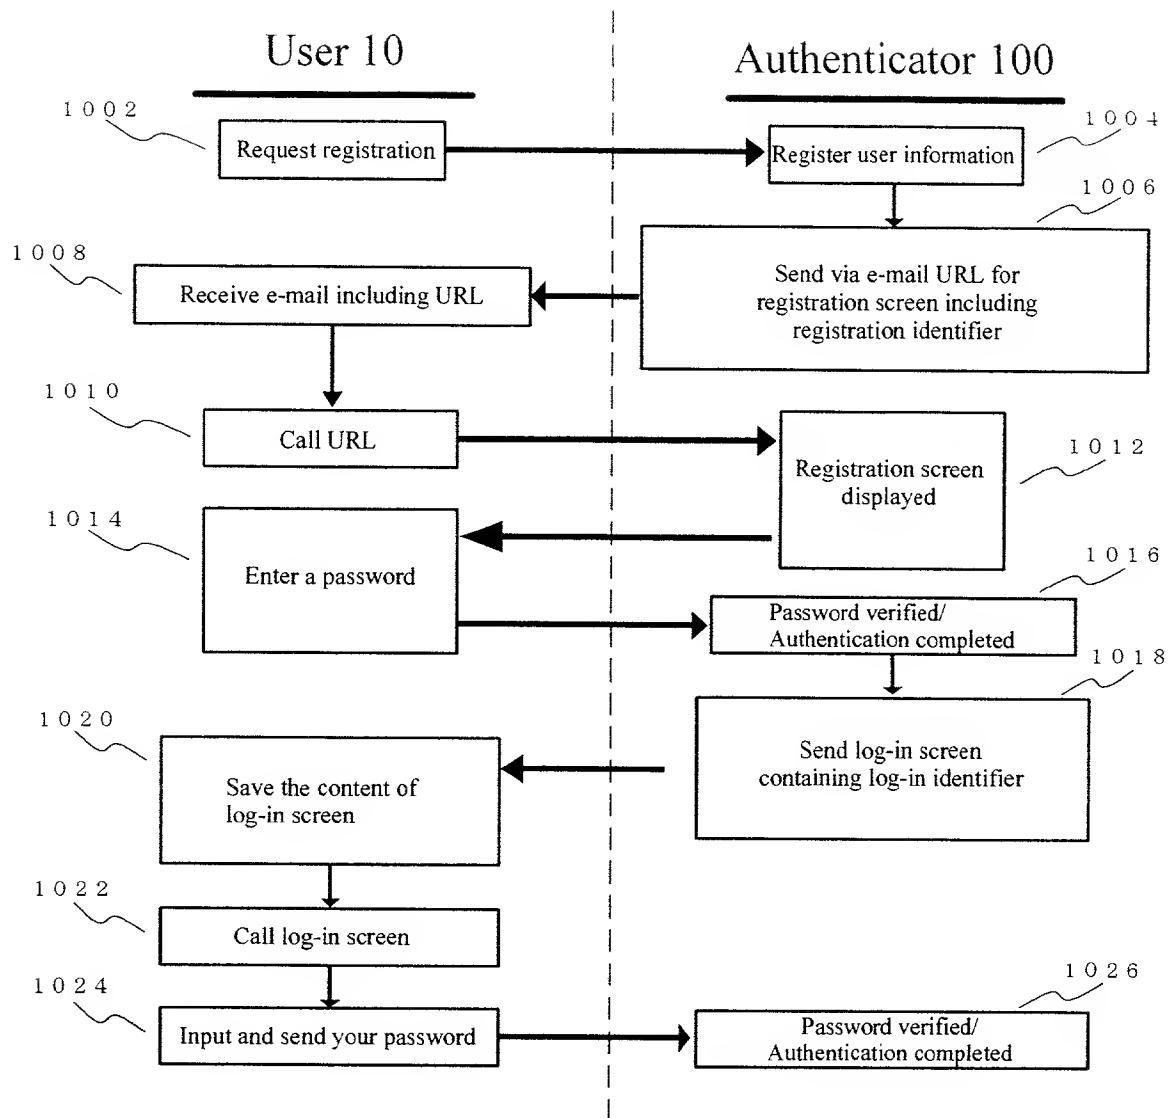 User 10
Authenticator 100
1002
Request registration
1004
Register user information
1006
Send via e-mail URL for
registration screen including
registration identifier
1008
Receive e-mail including URL
1010
Call URL
1012
Registration screen
displayed
1014
Enter a password
1016
Password verified/
Authentication completed
1018
Send log-in screen
containing log-in identifier
1020
Save the content of
log-in screen
1022
Call log-in screen
1024
Input and send your password
1026
Password verified/
Authentication completed